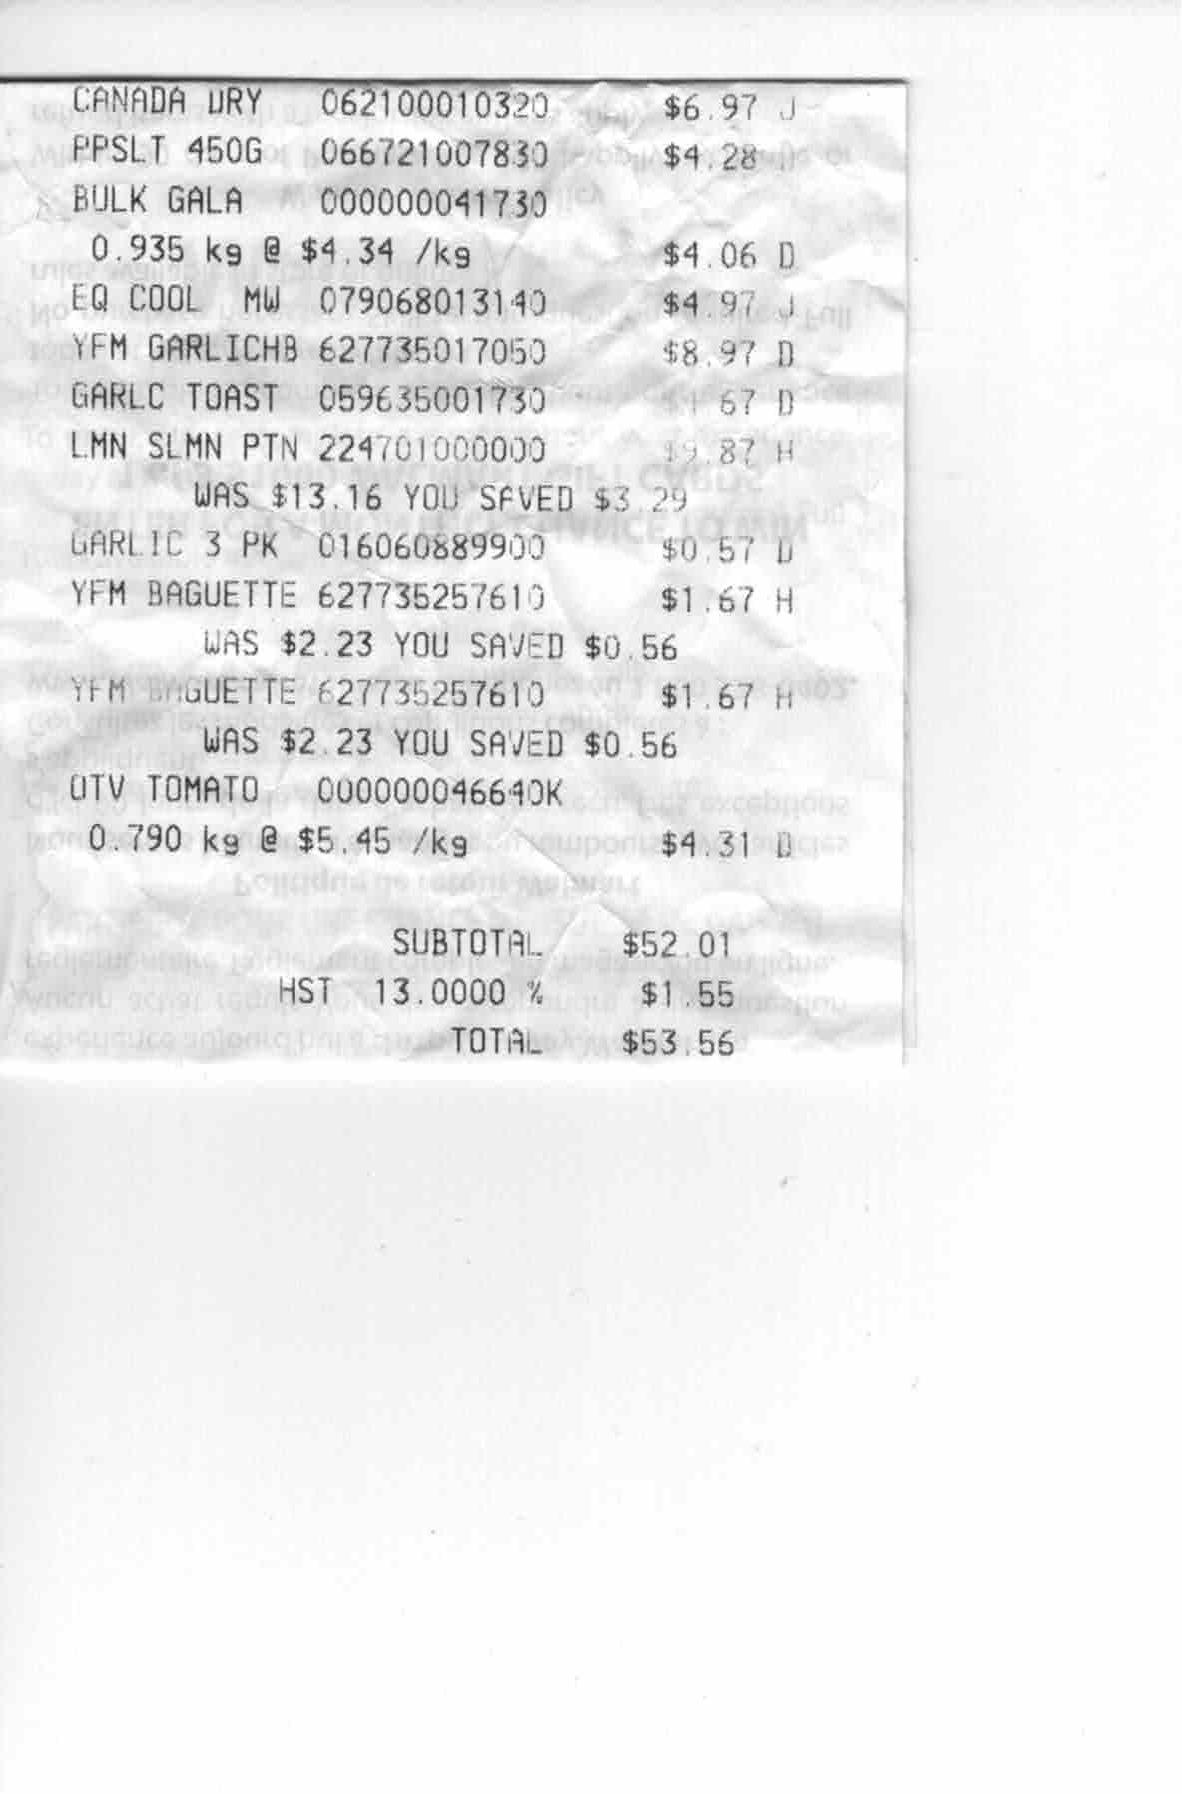 CANADA DRY 062100010320 $6.97 J
PPSLT 450G 066721007830 $4.28 H
BULK GALA 000000041730
0.935 kg @ $4.34 /kg $4.06 D
EQ COOL MW 079068013140 $4.97 J
YFM GARLICHB 627735017050 $8.97 D
GARLC TOAST 059635001730 $4.67 D
LMN SLMN PTN 224701000000 $9.87 H
WAS $13.16 YOU SAVED $3.29
GARLIC 3 PK 016060889900 $0.57 D
YFM BAGUETTE 627735257610 $1.67 H
WAS $2.23 YOU SAVED $0.56
YFM BAGUETTE 627735257610 $1.67 H
WAS $2.23 YOU SAVED $0.56
OTV TOMATO 000000046640K
0.790 kg @ $5.45 /kg $4.31 D
SUBTOTAL $52.01
HST 13.0000 % $1.55
TOTAL $53.56